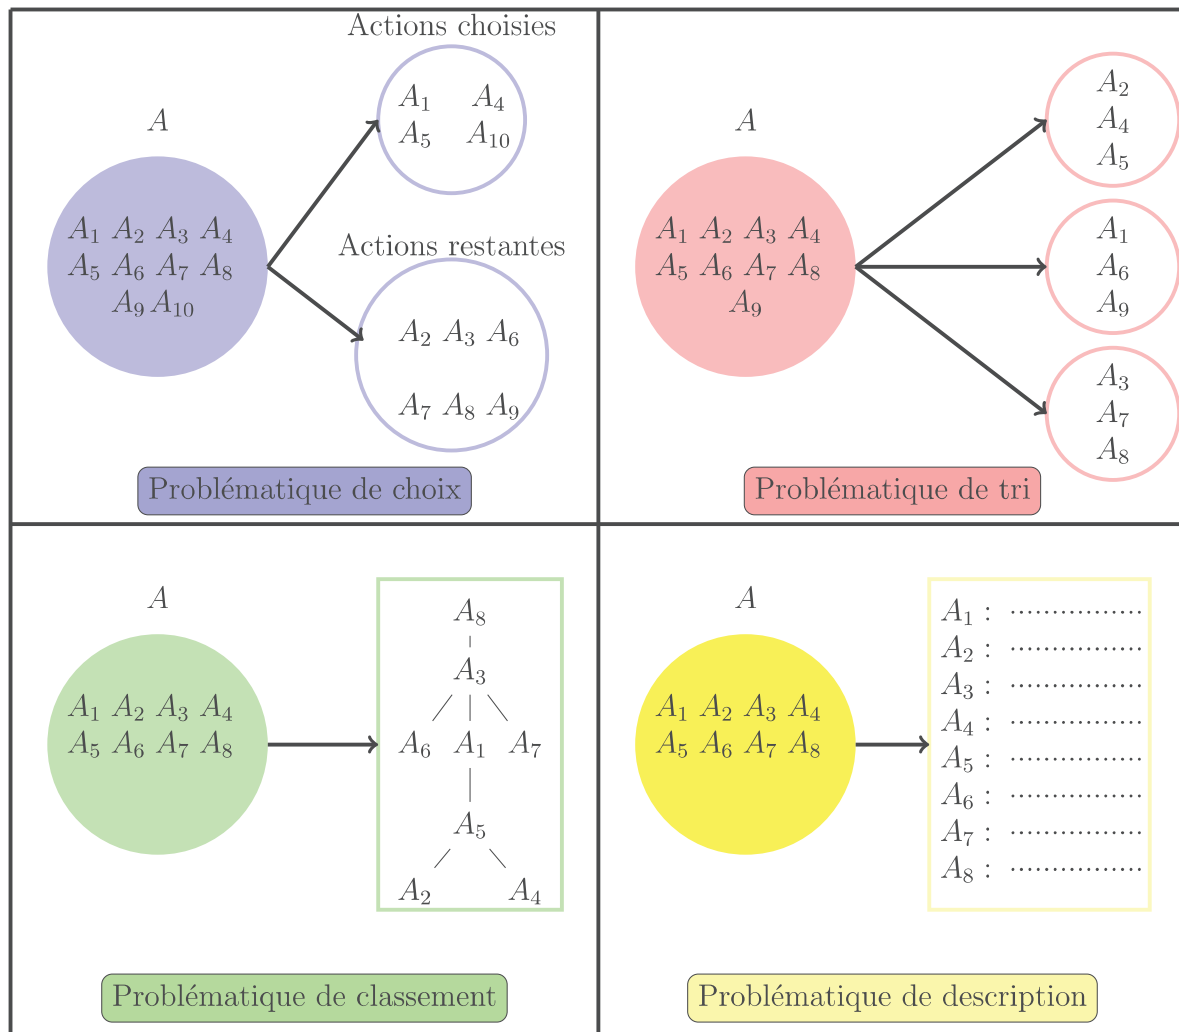 Actions choisies
A
A₁ A₄
A₅ A₁₀
A₁ A₂ A₃ A₄
A₅ A₆ A₇ A₈
A₉ A₁₀
Actions restantes
A₂ A₃ A₆
A₇ A₈ A₉
Problématique de choix
A
A₁ A₂ A₃ A₄
A₅ A₆ A₇ A₈
A₉
A₂
A₄
A₅
A₁
A₆
A₉
A₃
A₇
A₈
Problématique de tri
A
A₁ A₂ A₃ A₄
A₅ A₆ A₇ A₈
A₈
A₃
A₆ A₁ A₇
A₅
A₂ A₄
Problématique de classement
A
A₁ A₂ A₃ A₄
A₅ A₆ A₇ A₈
A₁ : ...............
A₂ : ...............
A₃ : ...............
A₄ : ...............
A₅ : ...............
A₆ : ...............
A₇ : ...............
A₈ : ...............
Problématique de description